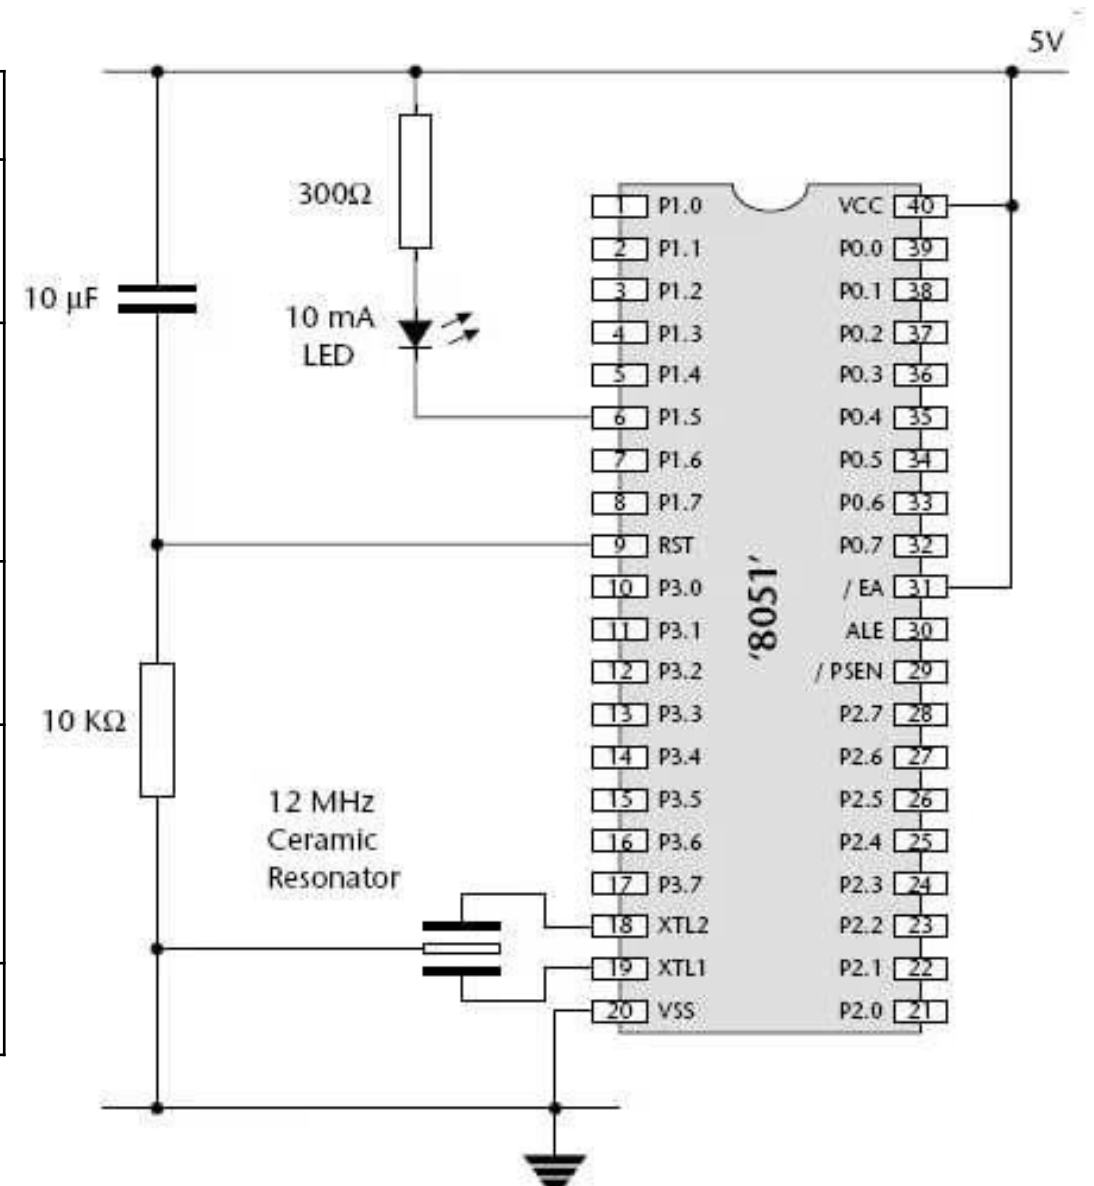 5V
300Ω
10 μF
10 mA
LED
10 KΩ
12 MHz
Ceramic
Resonator
'8051'
1 P1.0 VCC 40
2 P1.1 P0.0 39
3 P1.2 P0.1 38
4 P1.3 P0.2 37
5 P1.4 P0.3 36
6 P1.5 P0.4 35
7 P1.6 P0.5 34
8 P1.7 P0.6 33
9 RST P0.7 32
10 P3.0 / EA 31
11 P3.1 ALE 30
12 P3.2 / PSEN 29
13 P3.3 P2.7 28
14 P3.4 P2.6 27
15 P3.5 P2.5 26
16 P3.6 P2.4 25
17 P3.7 P2.3 24
18 XTL2 P2.2 23
19 XTL1 P2.1 22
20 VSS P2.0 21